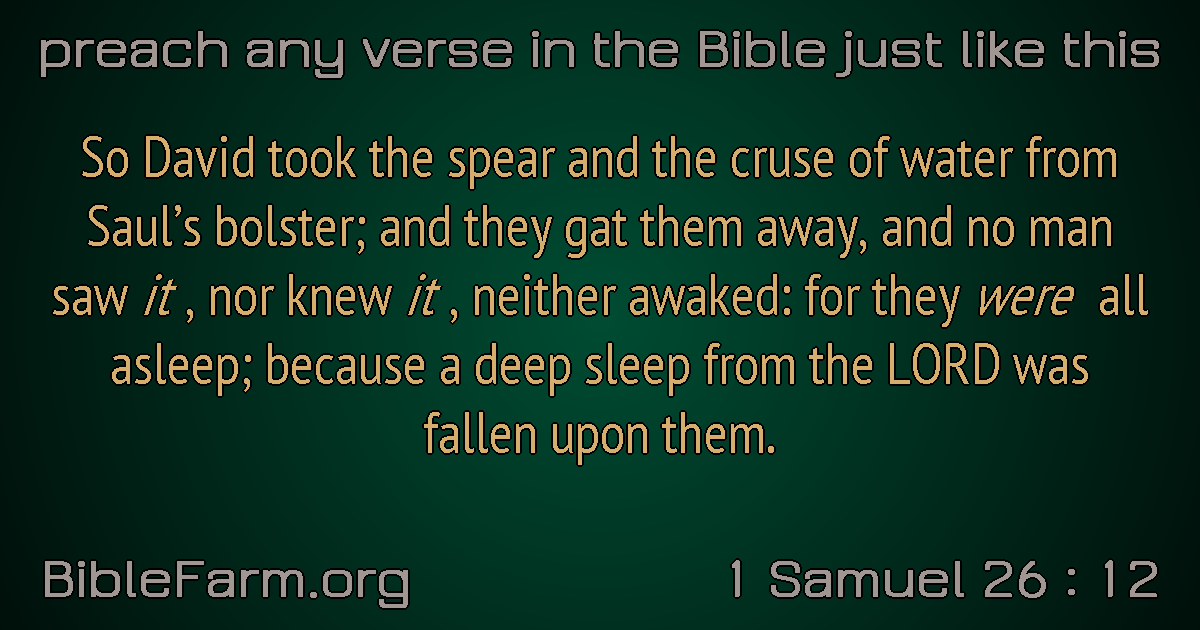 preach any verse in the Bible just like this
So David took the spear and the cruse of water from
Saul’s bolster; and they gat them away, and no man
saw it , nor knew it , neither awaked: for they were all
asleep; because a deep sleep from the LORD was
fallen upon them.
BibleFarm.org
1 Samuel 26 : 12